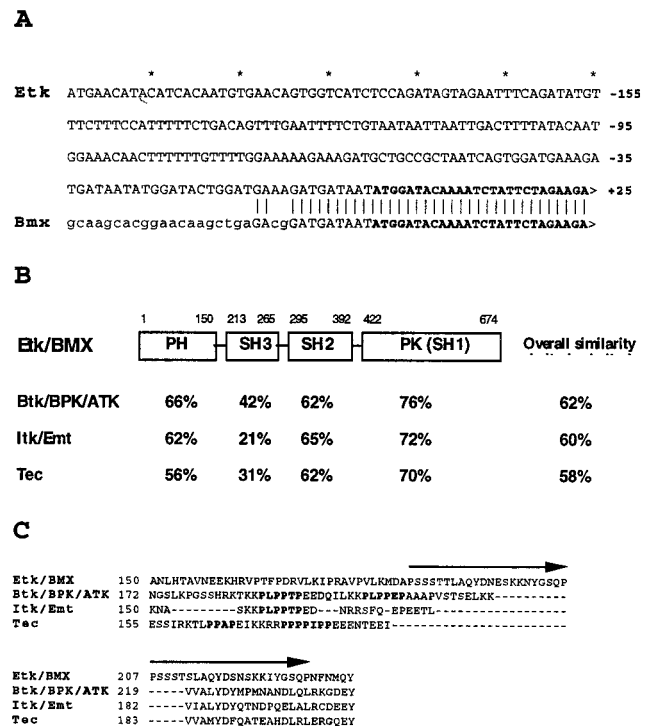 A
* * * * * *
Etk ATGAACATACATCACAATGTGAACAGTGGTCATCTCCAGATAGTAGAATTTCAGATATGT -155
TTCTTTCCATTTTTCTGACAGTTTGAATTTTCTGTAATAATTAATTGACTTTTATACAAT -95
GGAAACAACTTTTTTGTTTTGGAAAAAGAAAGATGCTGCCGCTAATCAGTGGATGAAAGA -35
TGATAATATGGATACTGGATGAAAGATGATAATATGGATACAAAATCTATTCTAGAAGA> +25
Bmx gcaagcacggaacaagctgaGAcgGATGATAATATGGATACAAAATCTATTCTAGAAGA>
B
1 150 213 265 295 392 422 674
Etk/BMX PH SH3 SH2 PK (SH1) Overall similarity
Btk/BPK/ATK 66% 42% 62% 76% 62%
Itk/Emt 62% 21% 65% 72% 60%
Tec 56% 31% 62% 70% 58%
C
Etk/BMX 150 ANLHTAVNEEKHRVPTFPDRVLKIPRAVPVLKMDAPSSSTTLAQYDNESKKNYGSQP
Btk/BPK/ATK 172 NGSLKPGSSHRKTKKPLPPTPEEDQILKKPLPPEPAAAPVSTSELKK----------
Itk/Emt 150 KNA---------SKKPLPPTPED---NRRSFQ-EPEETL------------------
Tec 155 ESSIRKTLPPAPEIKKRRPPPPIPPEEENTEEI------------------------
Etk/BMX 207 PSSSTSLAQYDSNSKKIYGSQPNFNMQY
Btk/BPK/ATK 219 -----VVALYDYMPMNANDLQLRKGDEY
Itk/Emt 182 -----VIALYDYQTNDPQELALRCDEEY
Tec 183 -----VVAMYDFQATEAHDLRLERGQEY